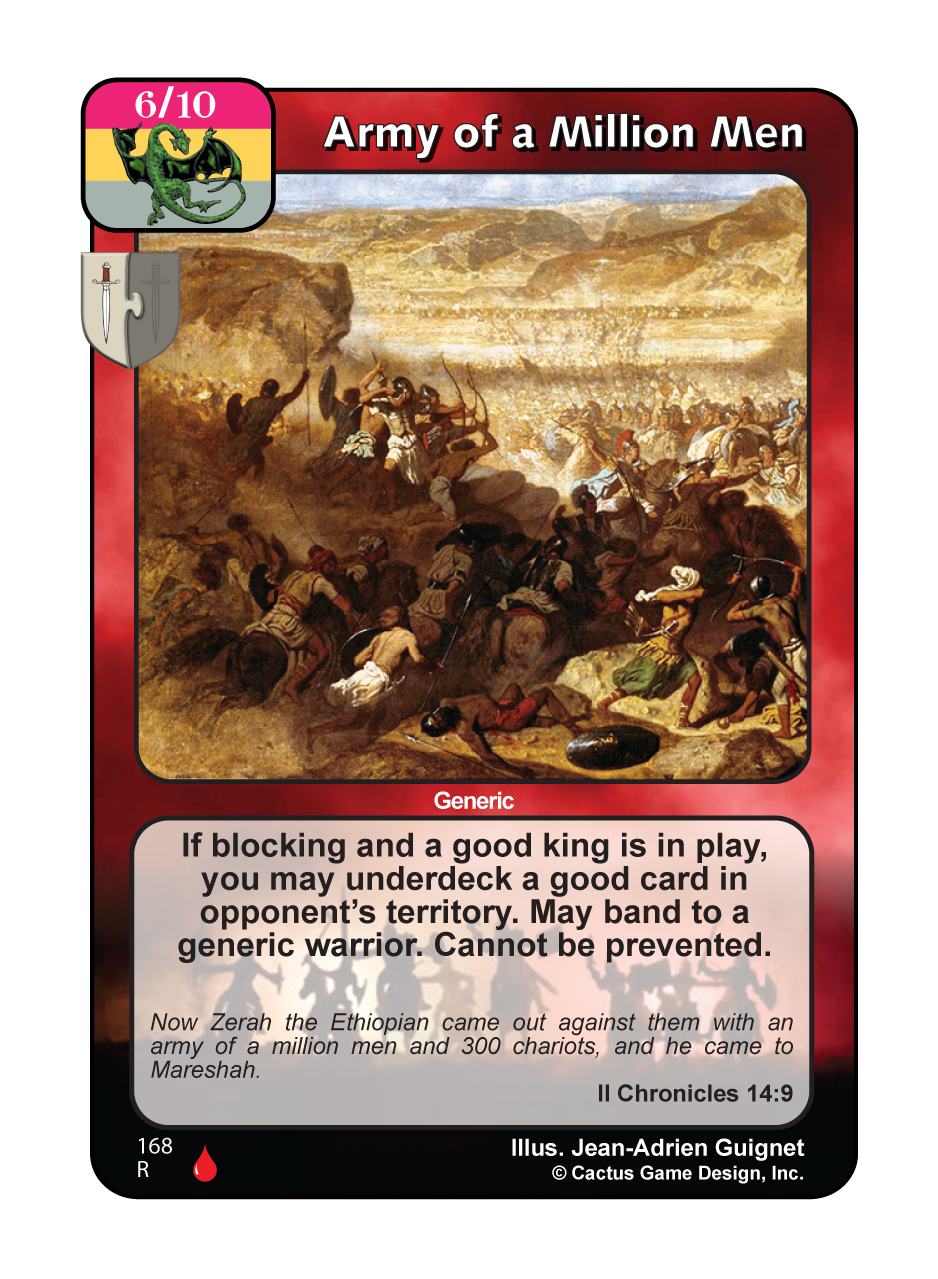 6/10
Army of a Million Men
Generic
If blocking and a good king is in play,
you may underdeck a good card in
opponent’s territory. May band to a
generic warrior. Cannot be prevented.
Now Zerah the Ethiopian came out against them with an
army of a million men and 300 chariots, and he came to
Mareshah.
II Chronicles 14:9
168
R
Illus. Jean-Adrien Guignet
© Cactus Game Design, Inc.